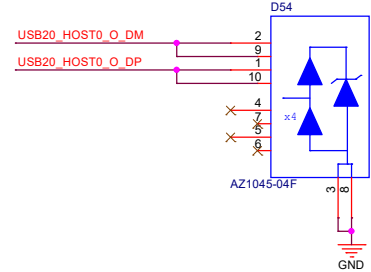 D54
USB20_HOST0_O_DM
2
9
USB20_HOST0_O_DP
1
10
4
7
5
6
x4
AZ1045-04F
3
8
GND